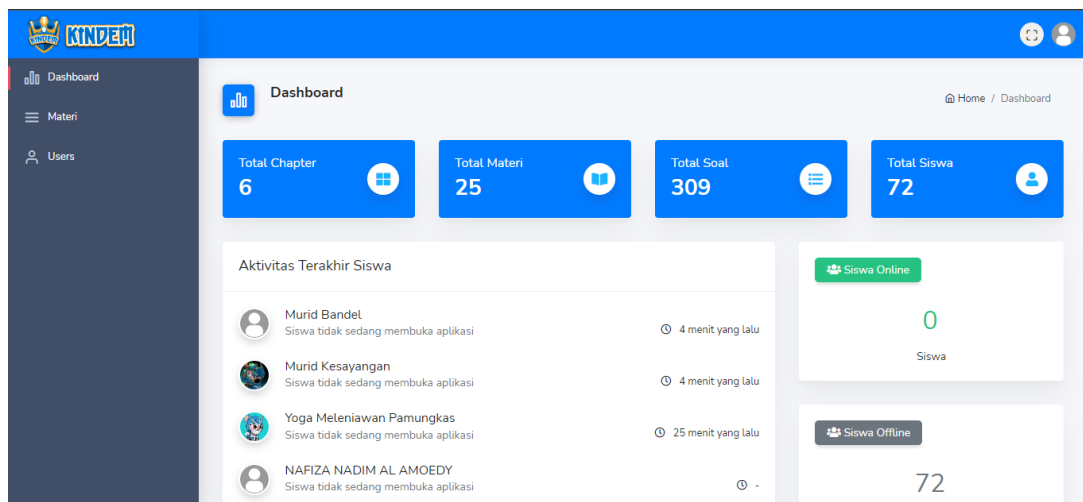 KINDEM KINDEM
Dashboard
Materi
Users
Dashboard
Home / Dashboard
Total Chapter
6
Total Materi
25
Total Soal
309
Total Siswa
72
Aktivitas Terakhir Siswa
Murid Bandel
Siswa tidak sedang membuka aplikasi
4 menit yang lalu
Murid Kesayangan
Siswa tidak sedang membuka aplikasi
4 menit yang lalu
Yoga Meleniawan Pamungkas
Siswa tidak sedang membuka aplikasi
25 menit yang lalu
NAFIZA NADIM AL AMOEDY
Siswa tidak sedang membuka aplikasi
-
Siswa Online
0
Siswa
Siswa Offline
72